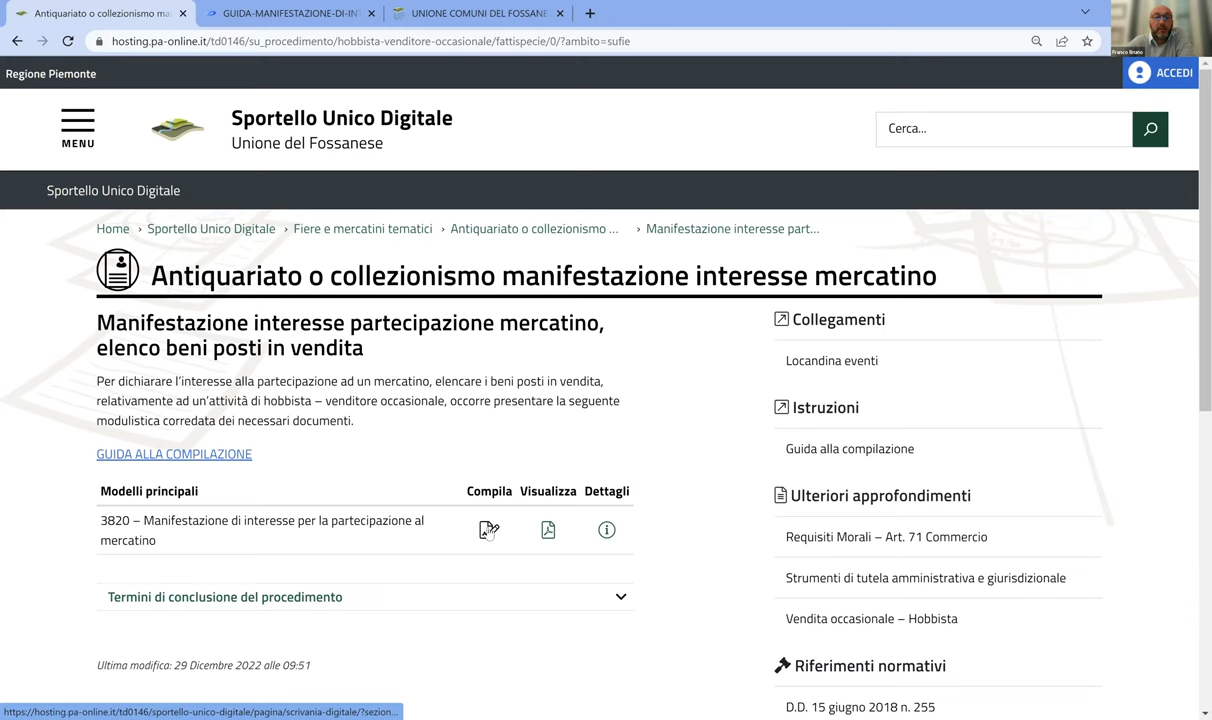 Antiquariato o collezionismo ma
GUIDA-MANIFESTAZIONE-DI-IN
UNIONE COMUNI DEL FOSSANE
hosting.pa-online.it/td0146/su_procedimento/hobbista-venditore-occasionale/fattispecie/0/?ambito=sufie
Franco Bruno
Regione Piemonte
ACCEDI
MENU
Sportello Unico Digitale
Unione del Fossanese
Cerca...
Sportello Unico Digitale
Home › Sportello Unico Digitale › Fiere e mercatini tematici › Antiquariato o collezionismo ... › Manifestazione interesse part...
Antiquariato o collezionismo manifestazione interesse mercatino
Manifestazione interesse partecipazione mercatino,
elenco beni posti in vendita
Per dichiarare l'interesse alla partecipazione ad un mercatino, elencare i beni posti in vendita,
relativamente ad un'attività di hobbista – venditore occasionale, occorre presentare la seguente
modulistica corredata dei necessari documenti.
GUIDA ALLA COMPILAZIONE
Modelli principali Compila Visualizza Dettagli
3820 – Manifestazione di interesse per la partecipazione al
mercatino
Termini di conclusione del procedimento
Ultima modifica: 29 Dicembre 2022 alle 09:51
Collegamenti
Locandina eventi
Istruzioni
Guida alla compilazione
Ulteriori approfondimenti
Requisiti Morali – Art. 71 Commercio
Strumenti di tutela amministrativa e giurisdizionale
Vendita occasionale – Hobbista
Riferimenti normativi
D.D. 15 giugno 2018 n. 255
https://hosting.pa-online.it/td0146/sportello-unico-digitale/pagina/scrivania-digitale/?sezion...